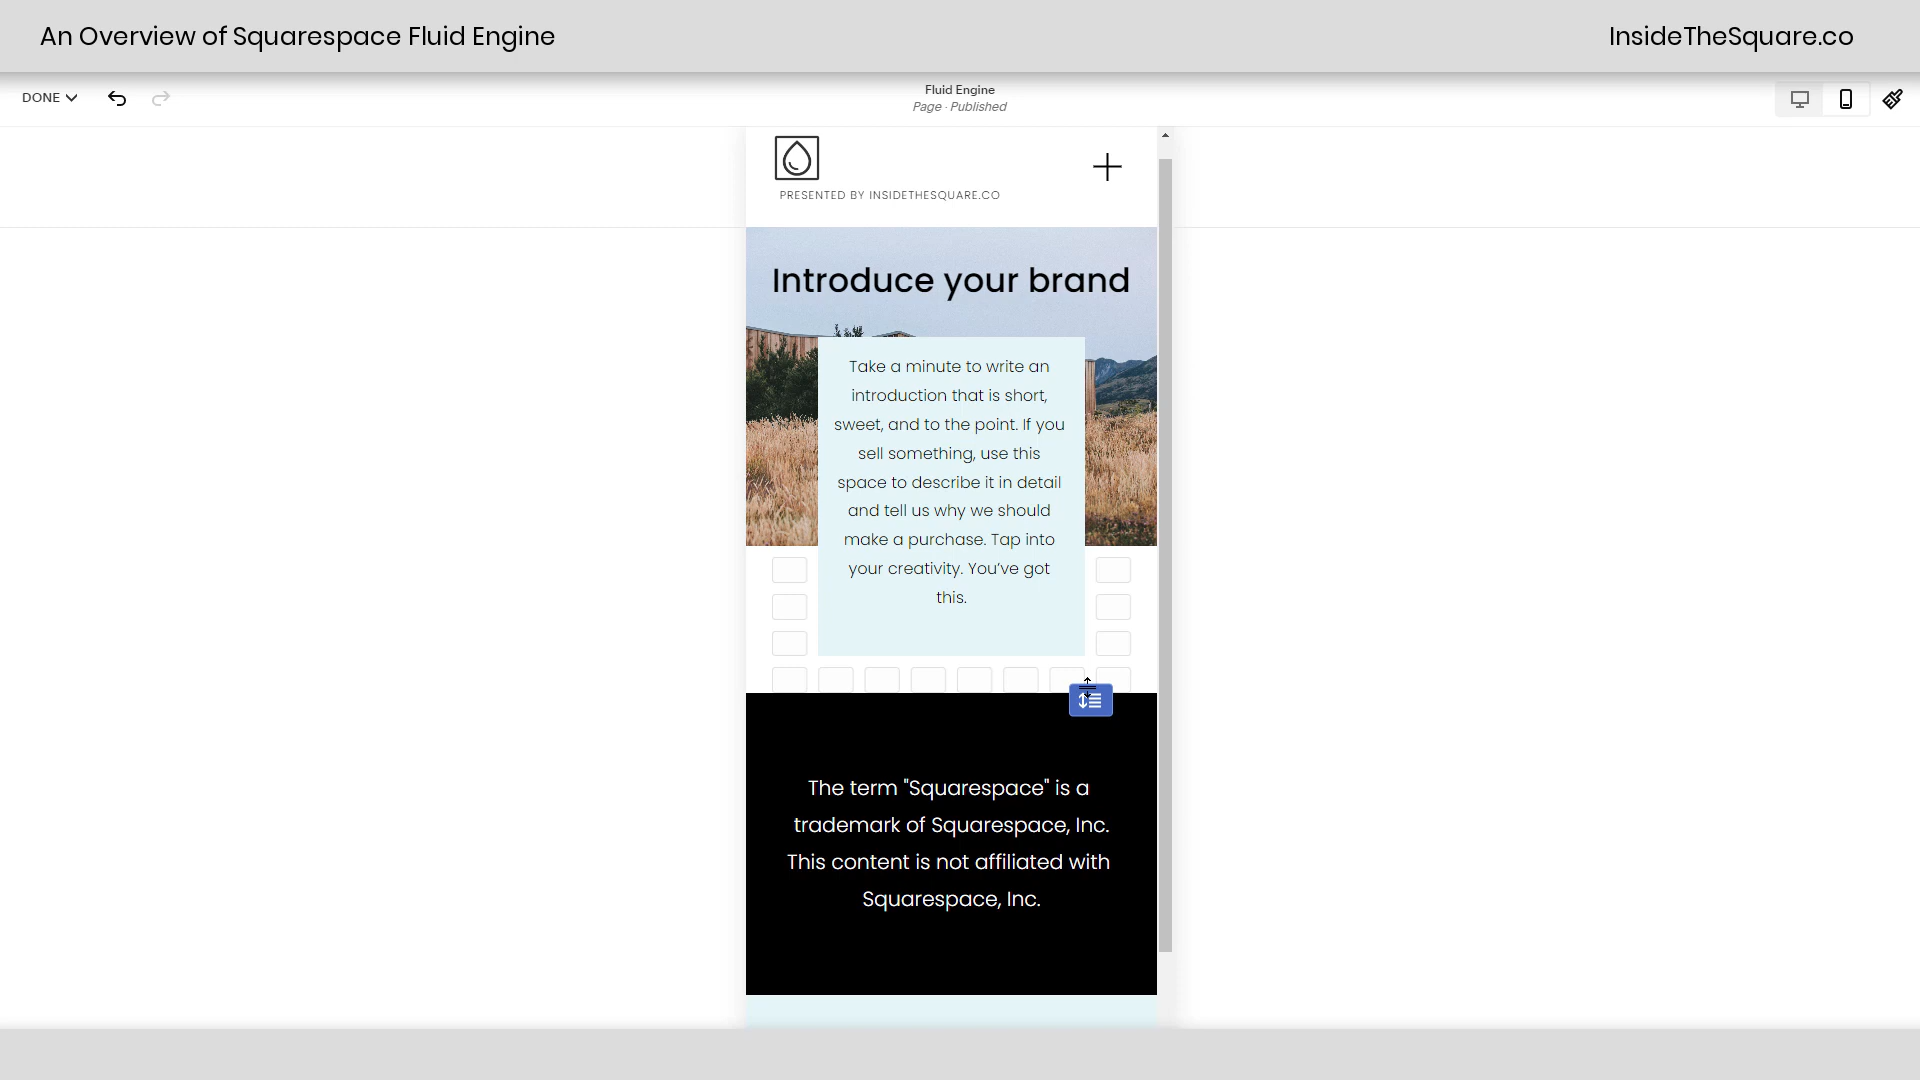 An Overview of Squarespace Fluid Engine
InsideTheSquare.co
DONE
Fluid Engine
Page · Published
PRESENTED BY INSIDETHESQUARE.CO
Introduce your brand
Take a minute to write an
introduction that is short,
sweet, and to the point. If you
sell something, use this
space to describe it in detail
and tell us why we should
make a purchase. Tap into
your creativity. You’ve got
this.
The term "Squarespace" is a
trademark of Squarespace, Inc.
This content is not affiliated with
Squarespace, Inc.